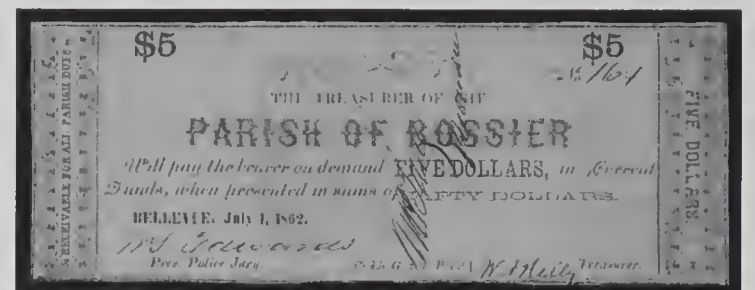 $5 $5
RECEIVABLE FOR ALL PARISH DUES
No 164
THE TREASURER OF THE
PARISH OF BOSSIER
Will pay the bearer on demand FIVE DOLLARS, in Current
Funds, when presented in sums of FIFTY DOLLARS.
BELLEVUE, July 1, 1862.
Pres. Police Jury. Treasurer.
FIVE DOLLARS.